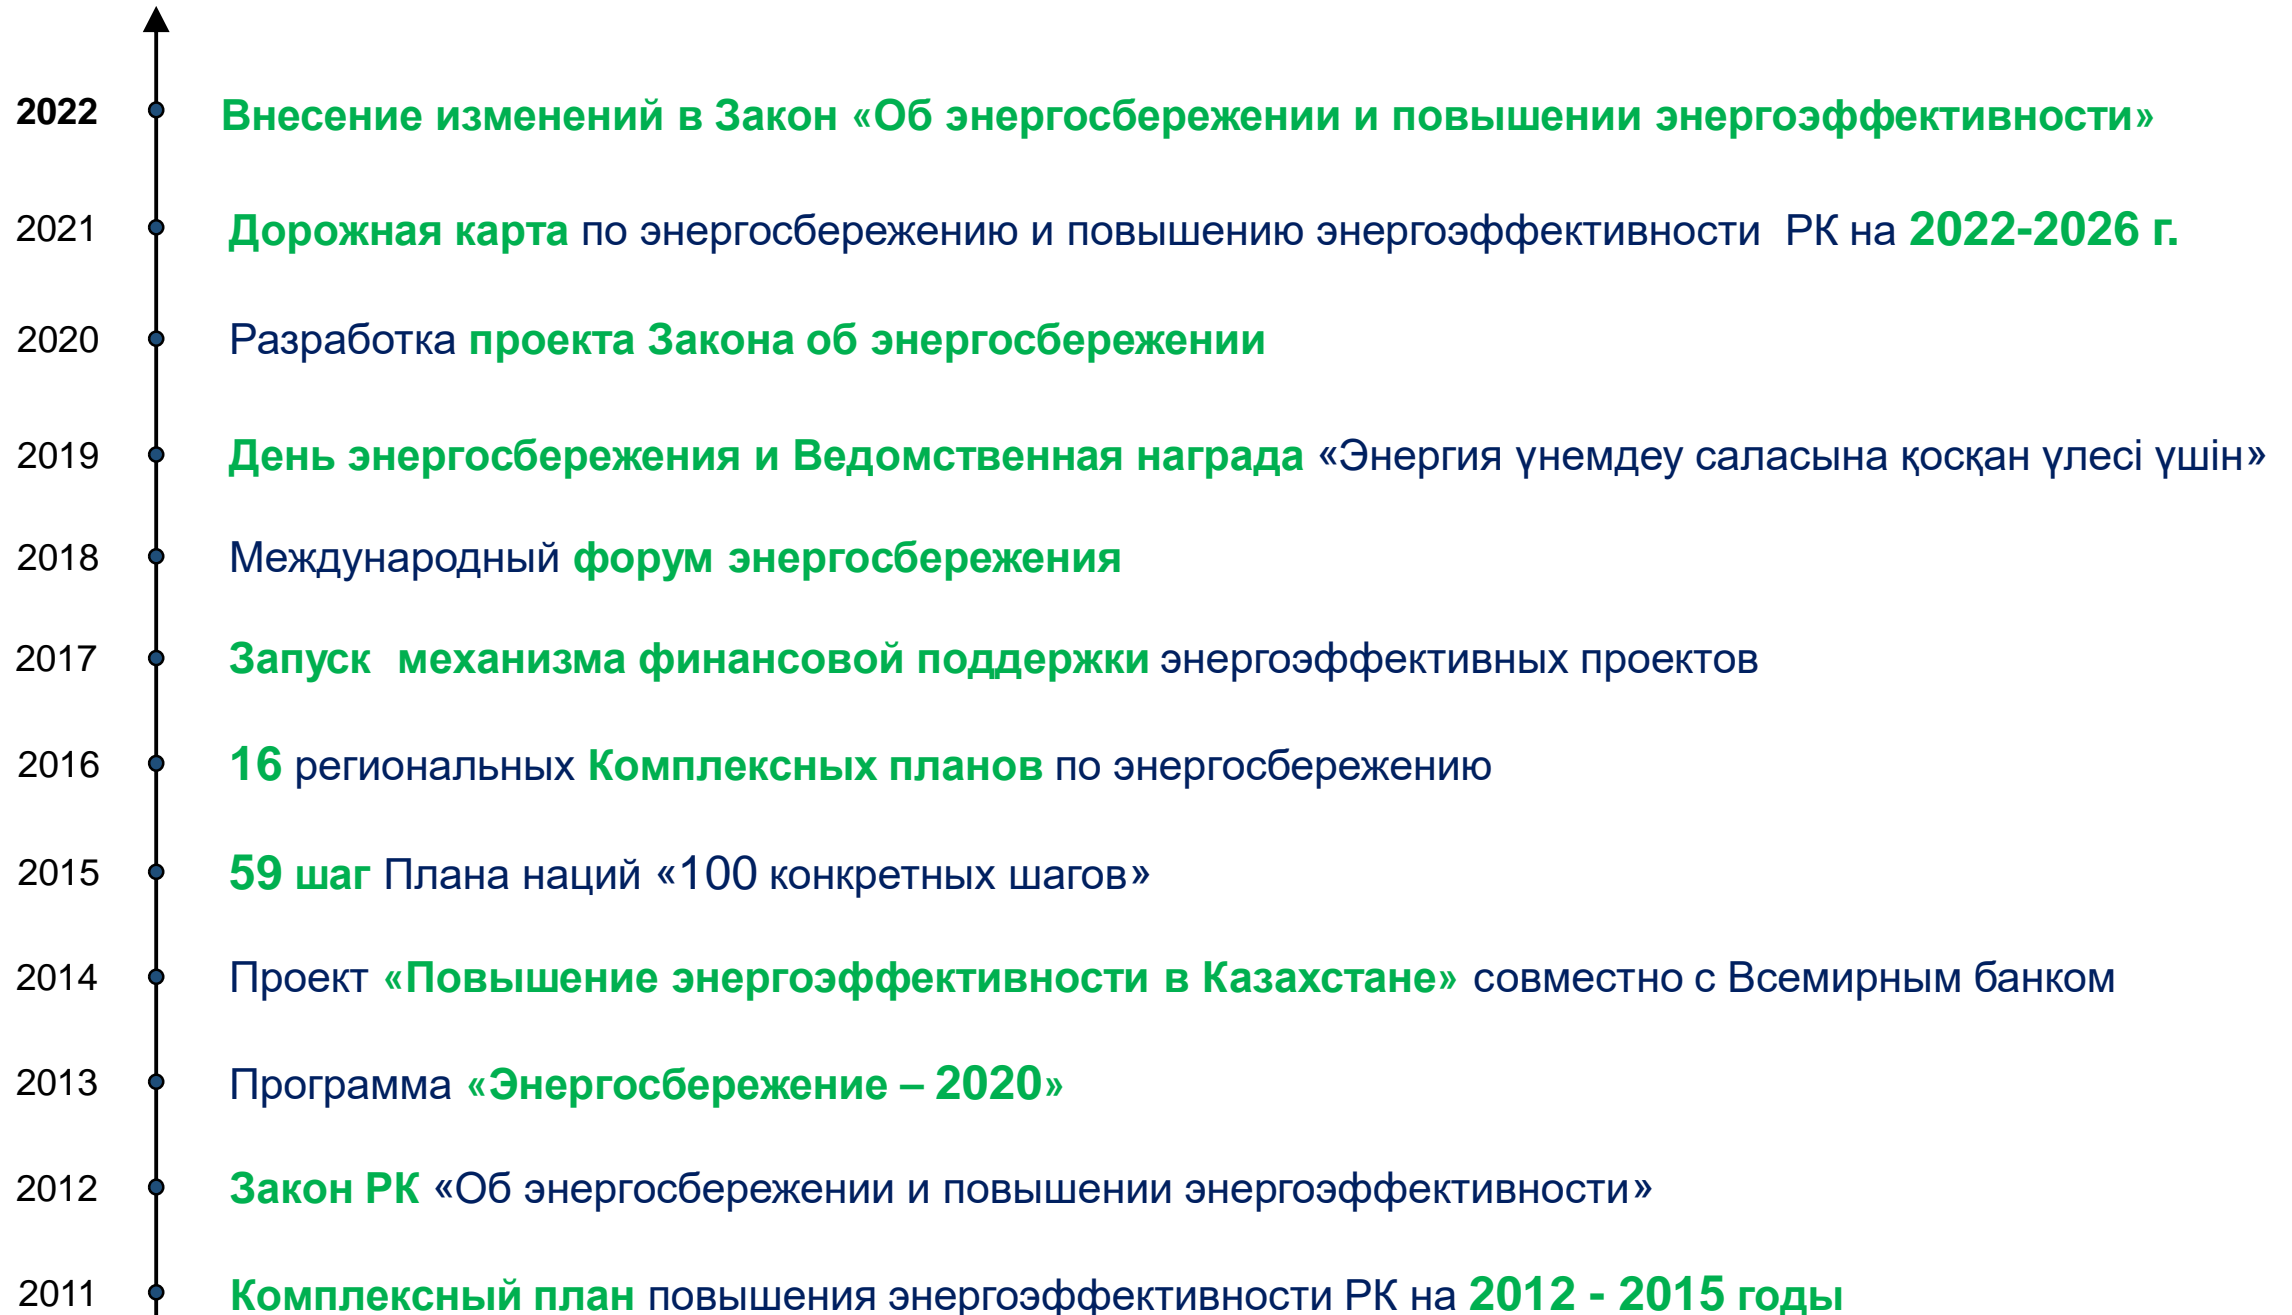 2022 Внесение изменений в Закон «Об энергосбережении и повышении энергоэффективности»
2021 Дорожная карта по энергосбережению и повышению энергоэффективности РК на 2022-2026 г.
2020 Разработка проекта Закона об энергосбережении
2019 День энергосбережения и Ведомственная награда «Энергия үнемдеу саласына қосқан үлесі үшін»
2018 Международный форум энергосбережения
2017 Запуск механизма финансовой поддержки энергоэффективных проектов
2016 16 региональных Комплексных планов по энергосбережению
2015 59 шаг Плана наций «100 конкретных шагов»
2014 Проект «Повышение энергоэффективности в Казахстане» совместно с Всемирным банком
2013 Программа «Энергосбережение – 2020»
2012 Закон РК «Об энергосбережении и повышении энергоэффективности»
2011 Комплексный план повышения энергоэффективности РК на 2012 - 2015 годы